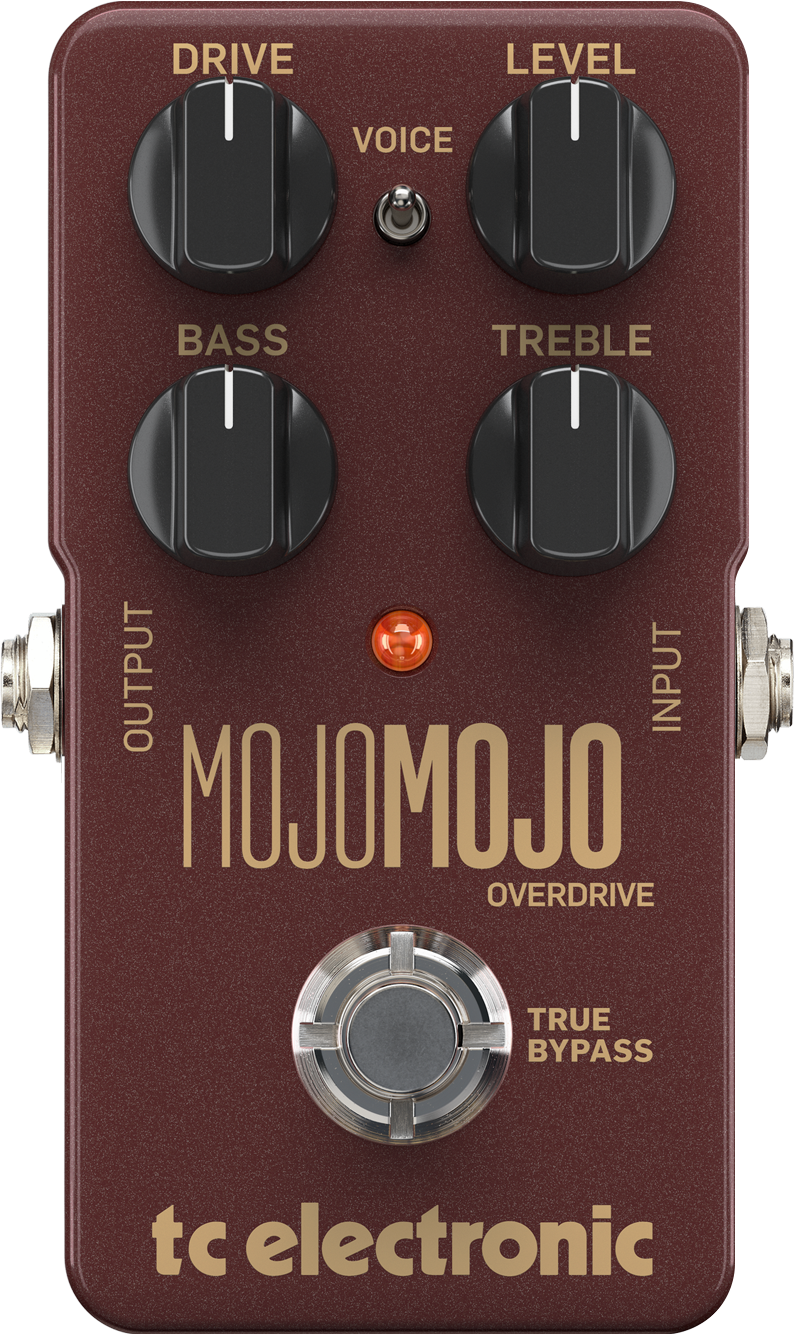 DRIVE
LEVEL
VOICE
BASS
TREBLE
OUTPUT
INPUT
MOJOMOJO
OVERDRIVE
TRUE
BYPASS
tc electronic